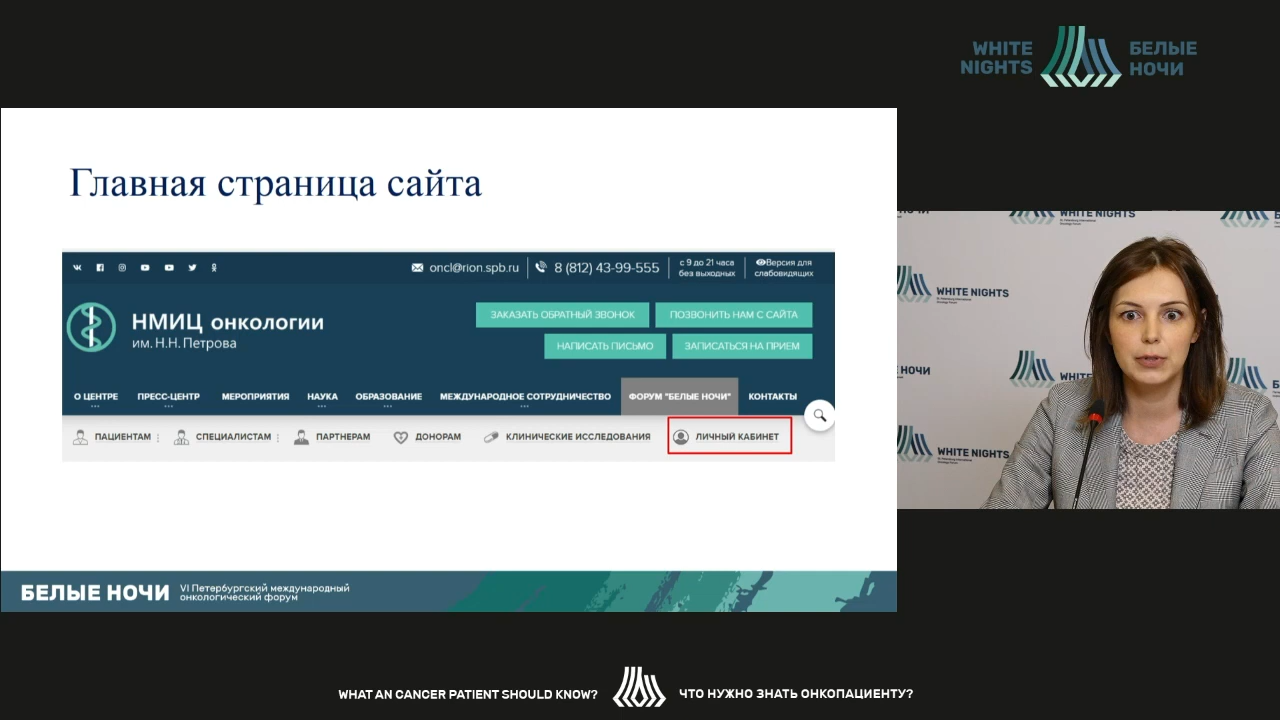 WHITE
NIGHTS
БЕЛЫЕ
НОЧИ
Главная страница сайта
oncl@rion.spb.ru
8 (812) 43-99-555
с 9 до 21 часа
без выходных
Версия для
слабовидящих
НМИЦ онкологии
им. Н.Н. Петрова
ЗАКАЗАТЬ ОБРАТНЫЙ ЗВОНОК
ПОЗВОНИТЬ НАМ С САЙТА
НАПИСАТЬ ПИСЬМО
ЗАПИСАТЬСЯ НА ПРИЕМ
О ЦЕНТРЕ ПРЕСС-ЦЕНТР МЕРОПРИЯТИЯ НАУКА ОБРАЗОВАНИЕ МЕЖДУНАРОДНОЕ СОТРУДНИЧЕСТВО ФОРУМ "БЕЛЫЕ НОЧИ" КОНТАКТЫ
ПАЦИЕНТАМ СПЕЦИАЛИСТАМ ПАРТНЕРАМ ДОНОРАМ КЛИНИЧЕСКИЕ ИССЛЕДОВАНИЯ ЛИЧНЫЙ КАБИНЕТ
БЕЛЫЕ НОЧИ
VI Петербургский международный
онкологический форум
WHITE NIGHTS
WHITE NIGHTS
WHITE NIGHTS
WHAT AN CANCER PATIENT SHOULD KNOW?
ЧТО НУЖНО ЗНАТЬ ОНКОПАЦИЕНТУ?